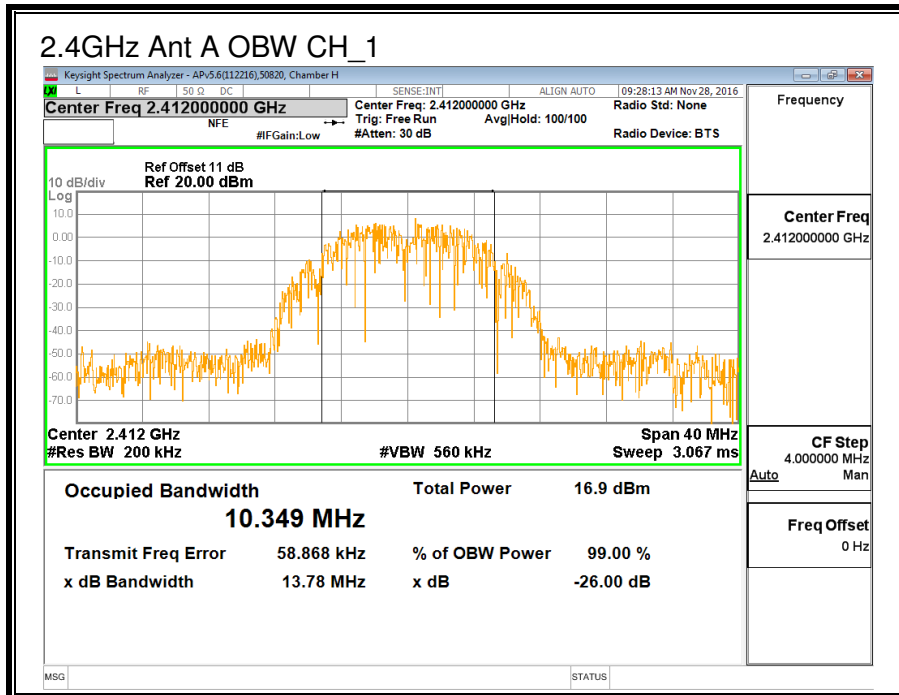 2.4GHz Ant A OBW CH_1
Keysight Spectrum Analyzer - APv5.6(112216),50820, Chamber H
LXI L RF 50 Ω DC SENSE:INT ALIGN AUTO 09:28:13 AM Nov 28, 2016
Center Freq 2.412000000 GHz
NFE
#IFGain:Low
Center Freq: 2.412000000 GHz
Trig: Free Run Avg|Hold: 100/100
#Atten: 30 dB
Radio Std: None
Radio Device: BTS
Ref Offset 11 dB
10 dB/div Ref 20.00 dBm
Log
10.0
0.00
-10.0
-20.0
-30.0
-40.0
-50.0
-60.0
-70.0
Center 2.412 GHz Span 40 MHz
#Res BW 200 kHz #VBW 560 kHz Sweep 3.067 ms
Occupied Bandwidth Total Power 16.9 dBm
10.349 MHz
Transmit Freq Error 58.868 kHz % of OBW Power 99.00 %
x dB Bandwidth 13.78 MHz x dB -26.00 dB
Frequency
Center Freq
2.412000000 GHz
CF Step
4.000000 MHz
Auto Man
Freq Offset
0 Hz
MSG STATUS